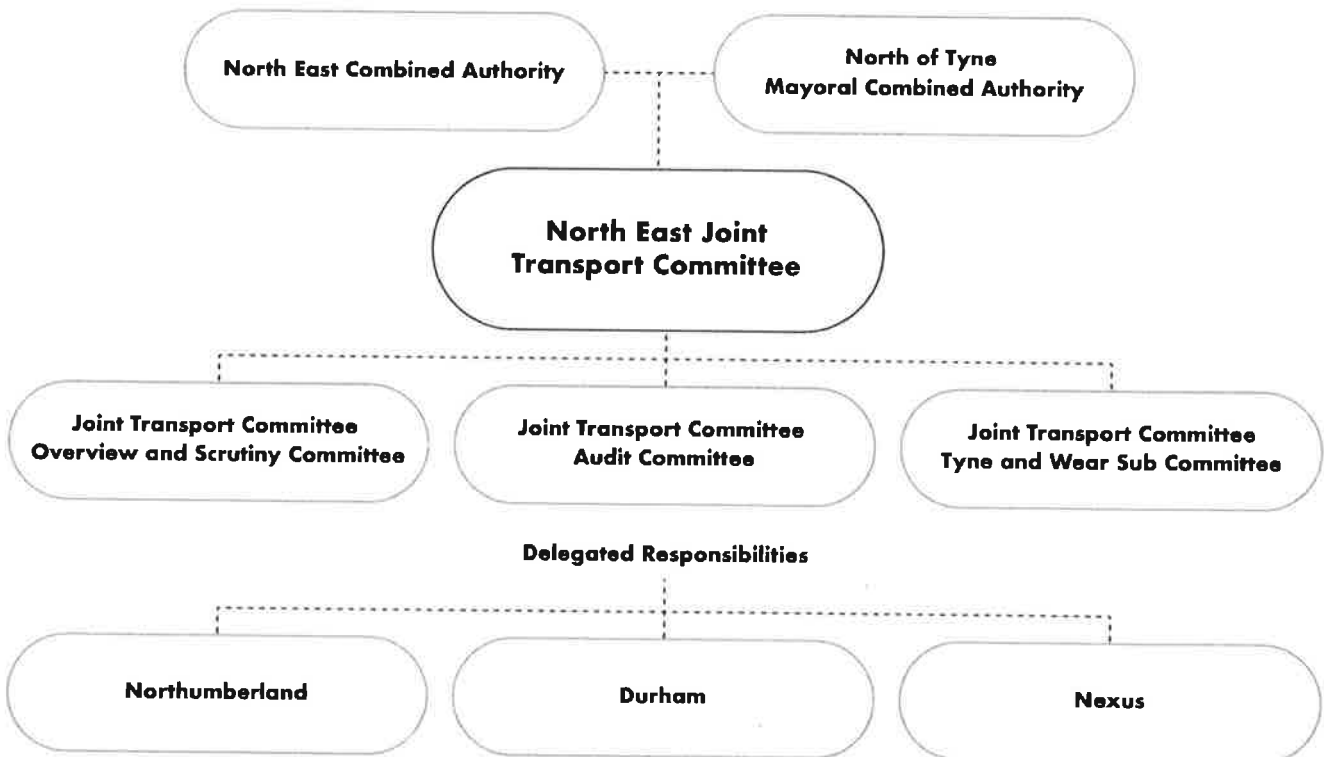 North East Combined Authority
North of Tyne
Mayoral Combined Authority
North East Joint
Transport Committee
Joint Transport Committee
Overview and Scrutiny Committee
Joint Transport Committee
Audit Committee
Joint Transport Committee
Tyne and Wear Sub Committee
Delegated Responsibilities
Northumberland
Durham
Nexus